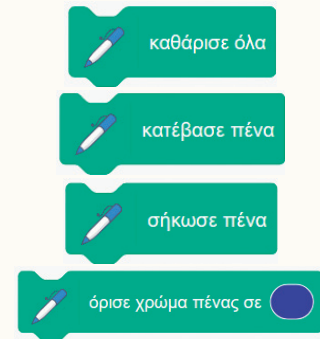 καθάρισε όλα
κατέβασε πένα
σήκωσε πένα
όρισε χρώμα πένας σε